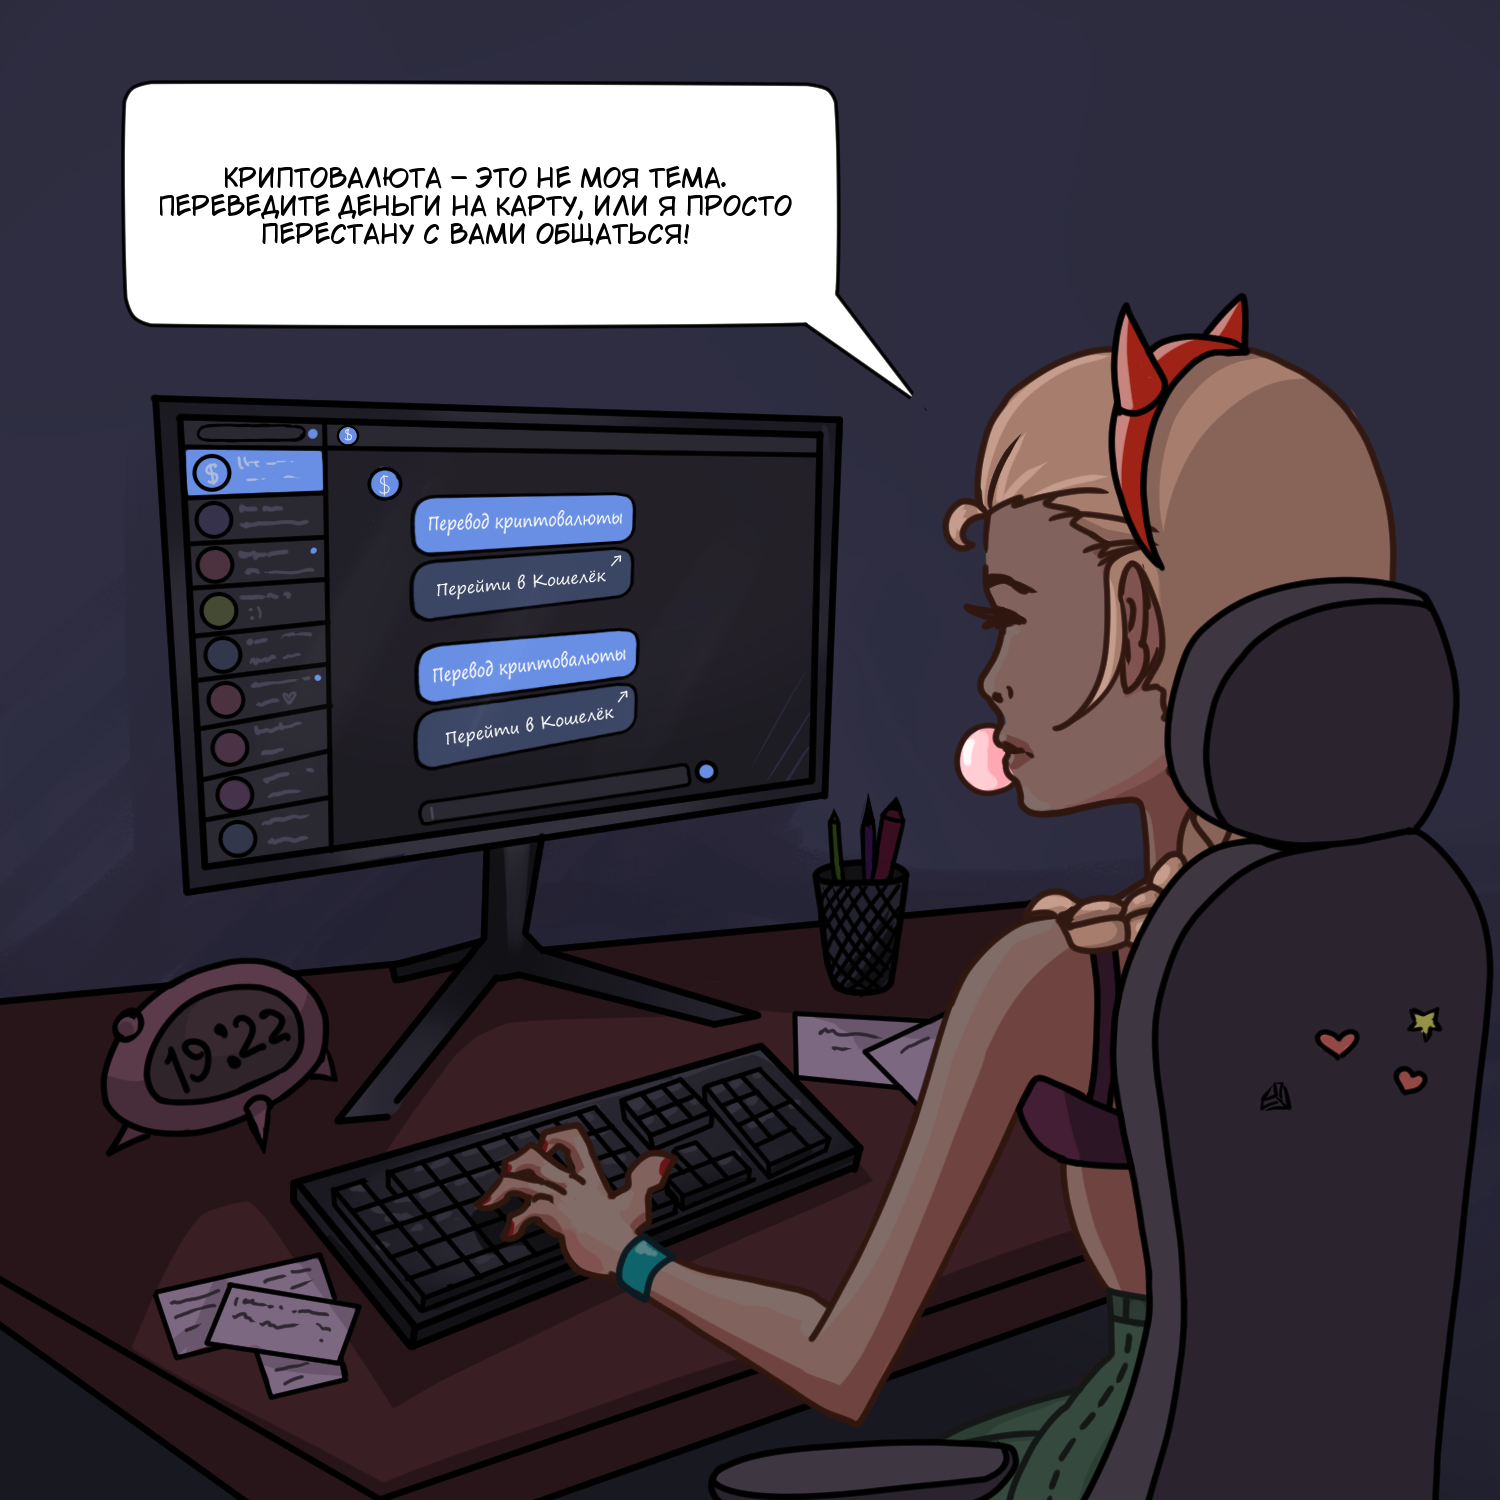 КРИПТОВАЛЮТА – ЭТО НЕ МОЯ ТЕМА.
ПЕРЕВЕДИТЕ ДЕНЬГИ НА КАРТУ, ИЛИ Я ПРОСТО
ПЕРЕСТАНУ С ВАМИ ОБЩАТЬСЯ!
$
$
$
Перевод криптовалюты
Перейти в Кошелёк
:)
Перевод криптовалюты
Перейти в Кошелёк
19:22